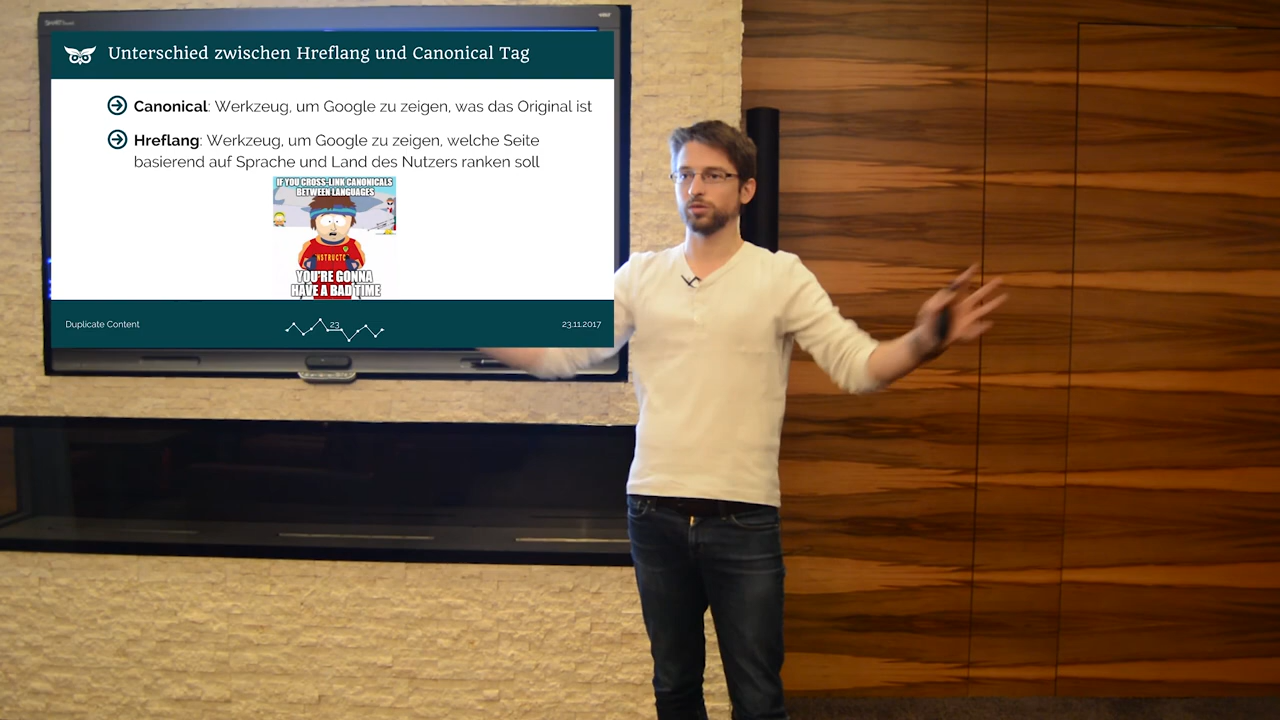 SMART
Unterschied zwischen Hreflang und Canonical Tag
Canonical: Werkzeug, um Google zu zeigen, was das Original ist
Hreflang: Werkzeug, um Google zu zeigen, welche Seite
basierend auf Sprache und Land des Nutzers ranken soll
IF YOU CROSS-LINK CANONICALS
BETWEEN LANGUAGES
NSTRUCTO
YOU'RE GONNA
HAVE A BAD TIME
Duplicate Content
23
23.11.2017